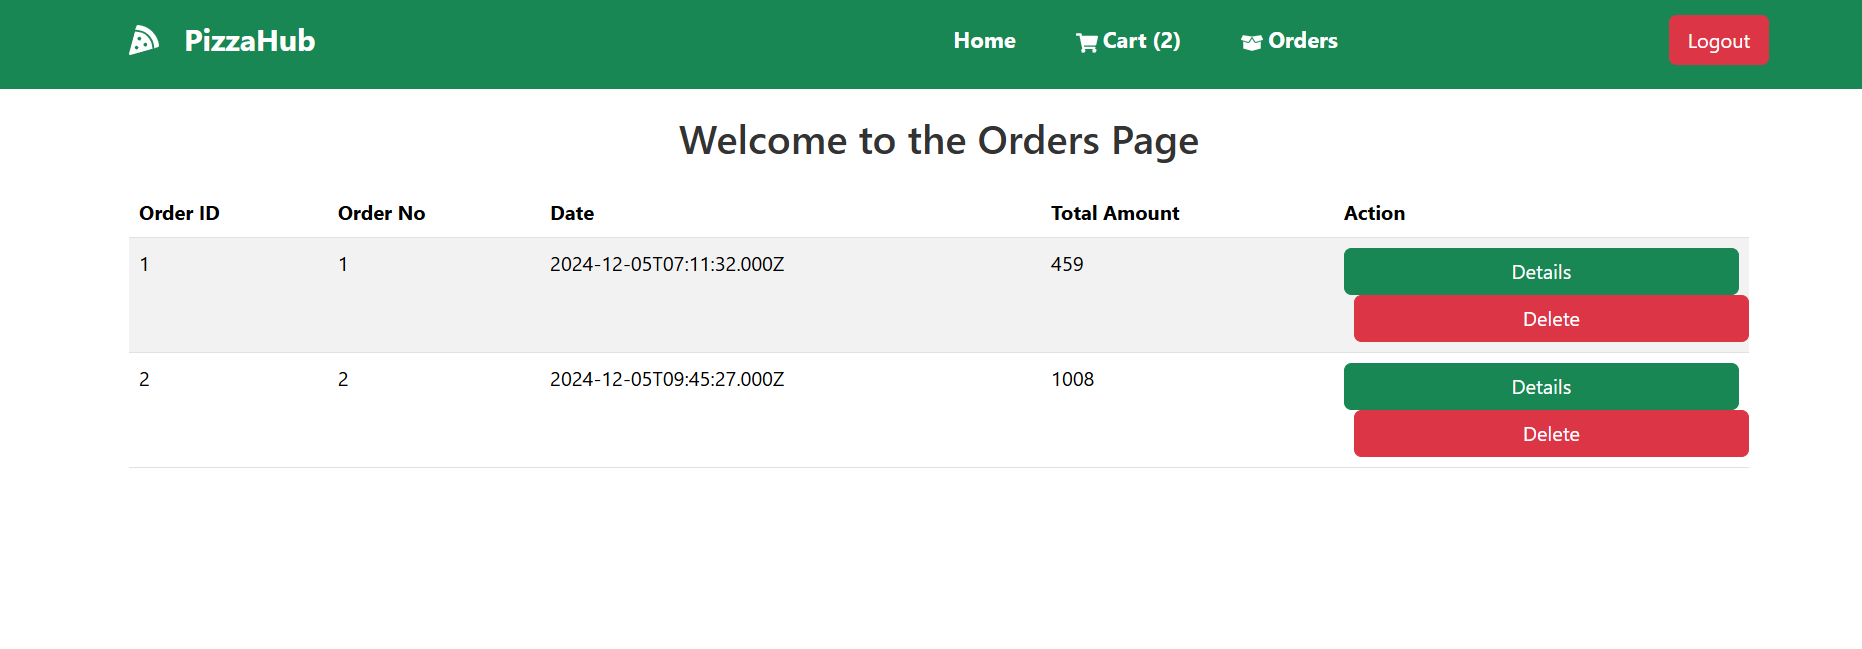 PizzaHub Home Cart (2) Orders Logout
Welcome to the Orders Page
Order ID Order No Date Total Amount Action
1 1 2024-12-05T07:11:32.000Z 459 Details
Delete
2 2 2024-12-05T09:45:27.000Z 1008 Details
Delete